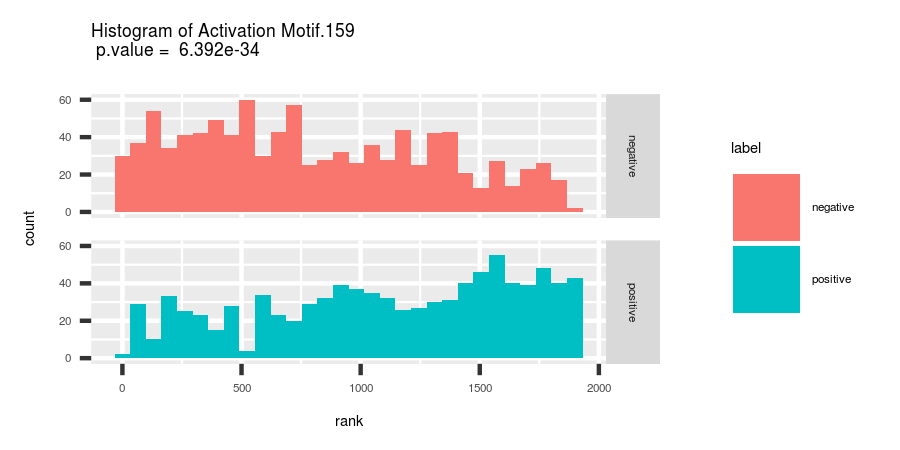 Histogram of Activation Motif.159
p.value =  6.392e-34
60
40
20
0
negative
60
40
20
0
positive
0
500
1000
1500
2000
rank
count
label
negative
positive